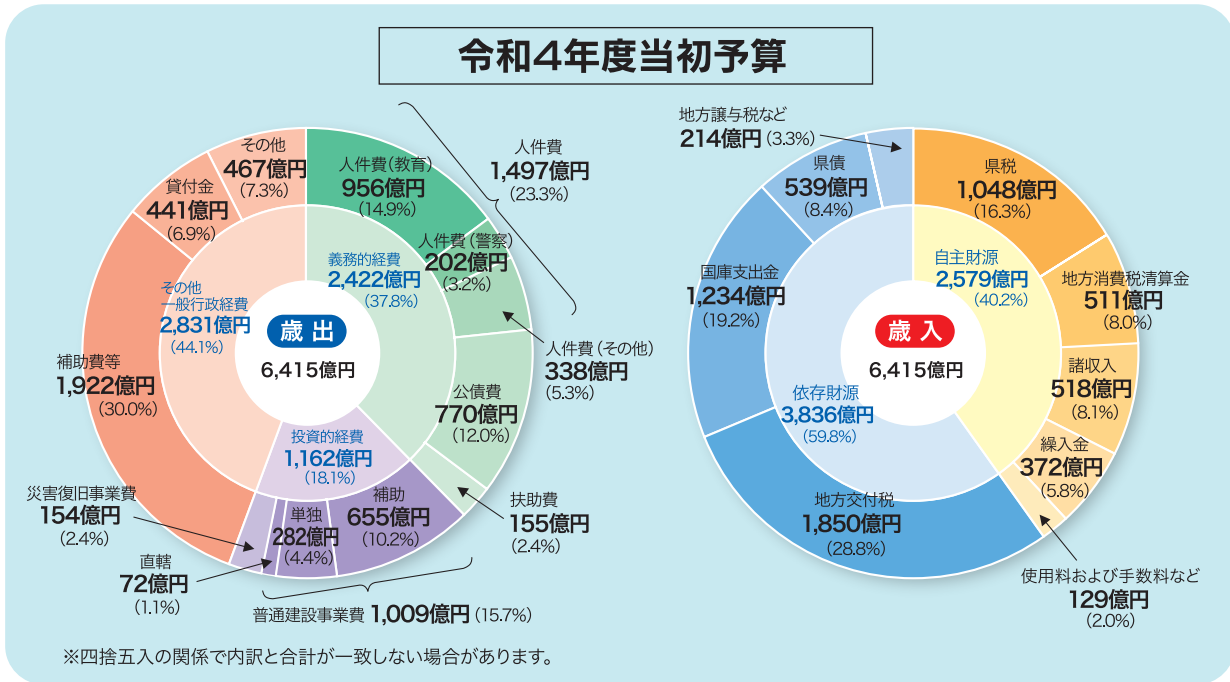 令和4年度当初予算
歳出
6,415億円
義務的経費
2,422億円
(37.8%)
人件費
1,497億円
(23.3%)
人件費(教育)
956億円
(14.9%)
人件費(警察)
202億円
(3.2%)
人件費(その他)
338億円
(5.3%)
公債費
770億円
(12.0%)
扶助費
155億円
(2.4%)
投資的経費
1,162億円
(18.1%)
補助
655億円
(10.2%)
単独
282億円
(4.4%)
直轄
72億円
(1.1%)
普通建設事業費 1,009億円(15.7%)
災害復旧事業費
154億円
(2.4%)
その他
一般行政経費
2,831億円
(44.1%)
補助費等
1,922億円
(30.0%)
貸付金
441億円
(6.9%)
その他
467億円
(7.3%)
歳入
6,415億円
自主財源
2,579億円
(40.2%)
県税
1,048億円
(16.3%)
地方消費税清算金
511億円
(8.0%)
諸収入
518億円
(8.1%)
繰入金
372億円
(5.8%)
使用料および手数料など
129億円
(2.0%)
依存財源
3,836億円
(59.8%)
地方交付税
1,850億円
(28.8%)
国庫支出金
1,234億円
(19.2%)
県債
539億円
(8.4%)
地方譲与税など
214億円(3.3%)
※四捨五入の関係で内訳と合計が一致しない場合があります。